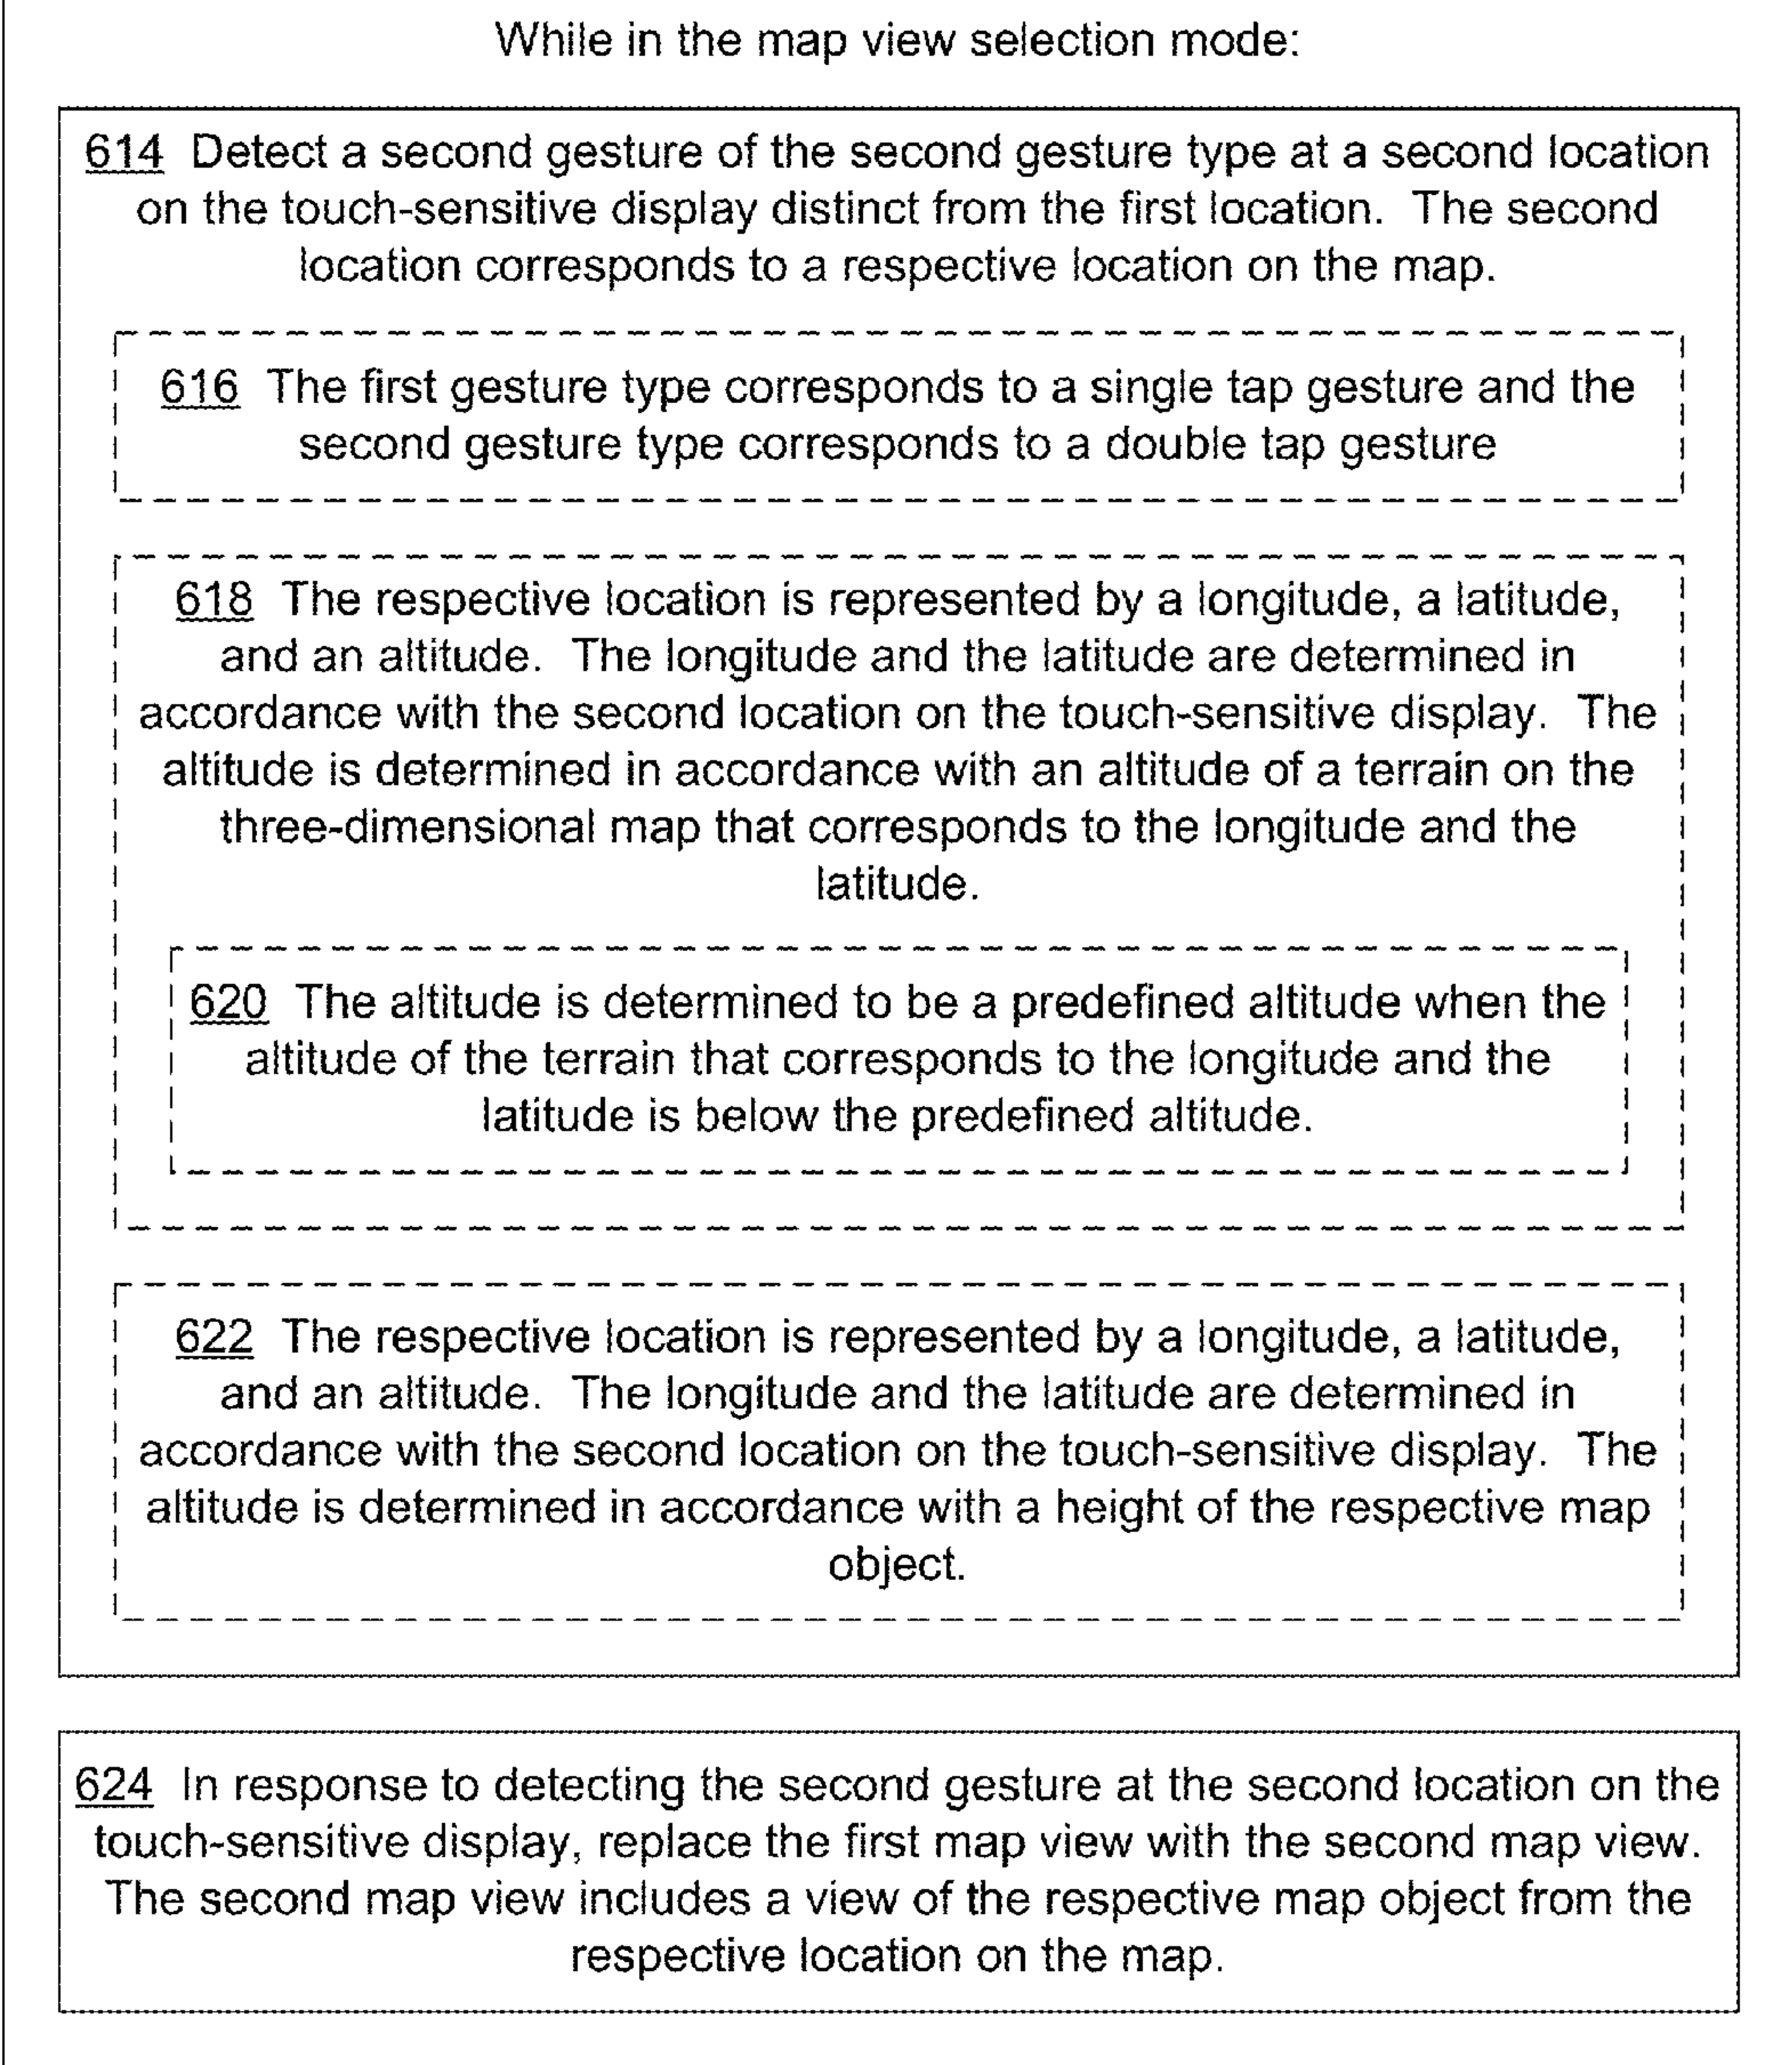 While in the map view selection mode:
614 Detect a second gesture of the second gesture type at a second location
on the touch-sensitive display distinct from the first location. The second
location corresponds to a respective location on the map.
616 The first gesture type corresponds to a single tap gesture and the
second gesture type corresponds to a double tap gesture
618 The respective location is represented by a longitude, a latitude,
and an altitude. The longitude and the latitude are determined in
accordance with the second location on the touch-sensitive display. The
altitude is determined in accordance with an altitude of a terrain on the
three-dimensional map that corresponds to the longitude and the
latitude.
620 The altitude is determined to be a predefined altitude when the
altitude of the terrain that corresponds to the longitude and the
latitude is below the predefined altitude.
622 The respective location is represented by a longitude, a latitude,
and an altitude. The longitude and the latitude are determined in
accordance with the second location on the touch-sensitive display. The
altitude is determined in accordance with a height of the respective map
object.
624 In response to detecting the second gesture at the second location on the
touch-sensitive display, replace the first map view with the second map view.
The second map view includes a view of the respective map object from the
respective location on the map.